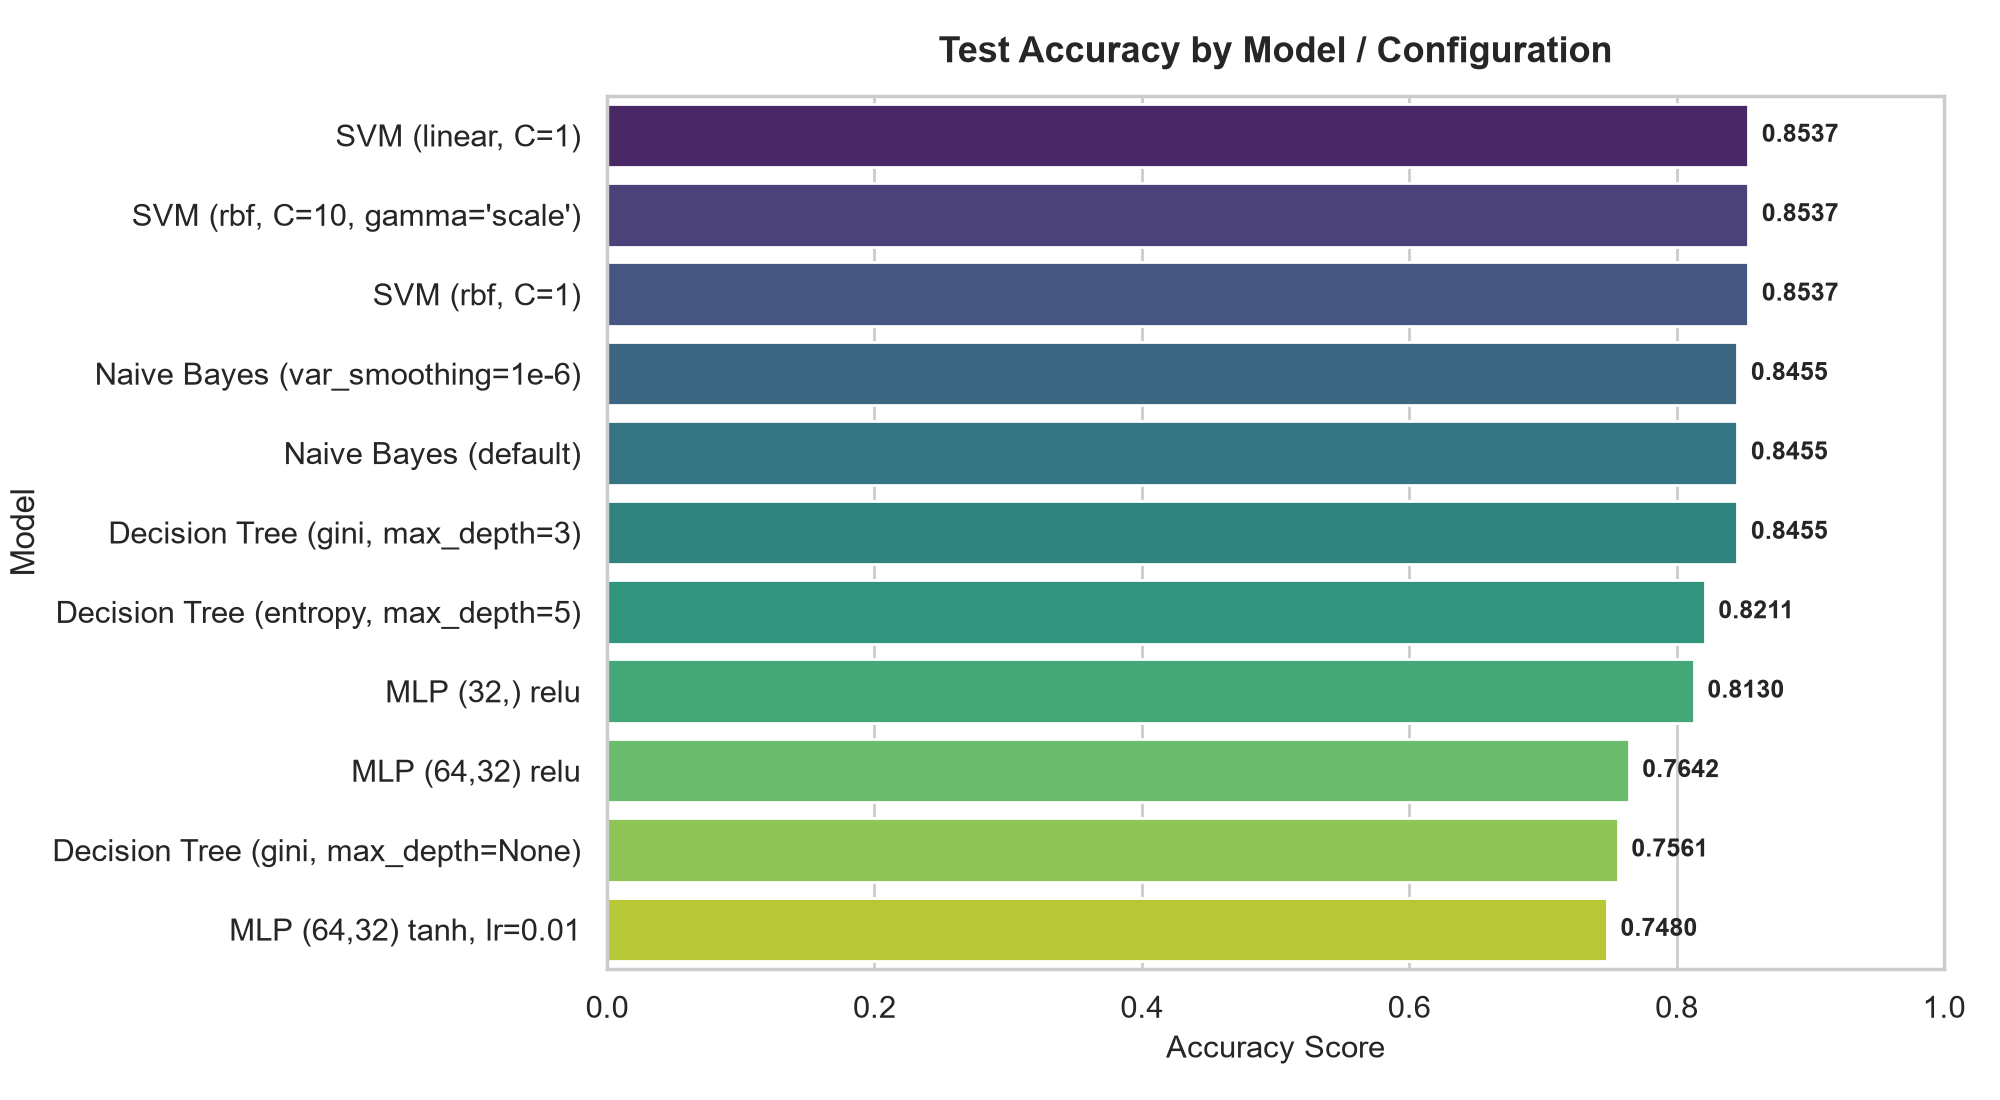 Test Accuracy by Model / Configuration
SVM (linear, C=1)
0.8537
SVM (rbf, C=10, gamma='scale')
0.8537
SVM (rbf, C=1)
0.8537
Naive Bayes (var_smoothing=1e-6)
0.8455
Naive Bayes (default)
0.8455
Decision Tree (gini, max_depth=3)
0.8455
Decision Tree (entropy, max_depth=5)
0.8211
MLP (32,) relu
0.8130
MLP (64,32) relu
0.7642
Decision Tree (gini, max_depth=None)
0.7561
MLP (64,32) tanh, lr=0.01
0.7480
Model
0.0 0.2 0.4 0.6 0.8 1.0
Accuracy Score